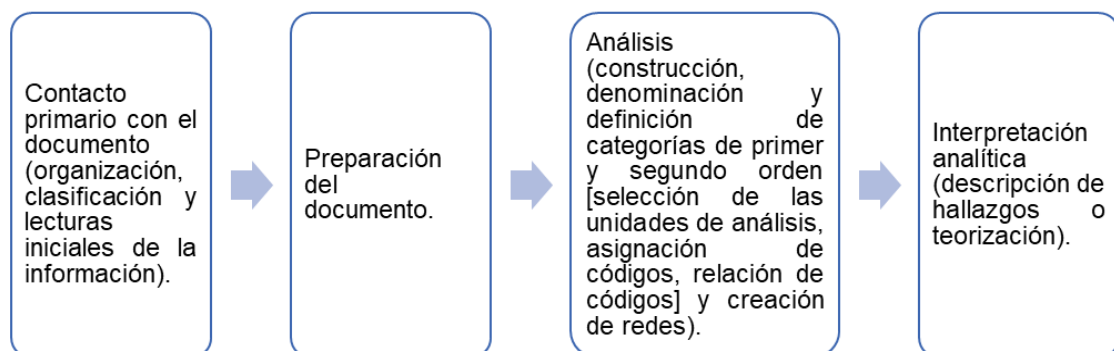 Contacto
primario con el
documento
(organización,
clasificación y
lecturas
iniciales de la
información).
Preparación
del
documento.
Análisis
(construcción,
denominación y
definición de
categorías de primer
y segundo orden
[selección de las
unidades de análisis,
asignación de
códigos, relación de
códigos] y creación
de redes).
Interpretación
analítica
(descripción de
hallazgos o
teorización).